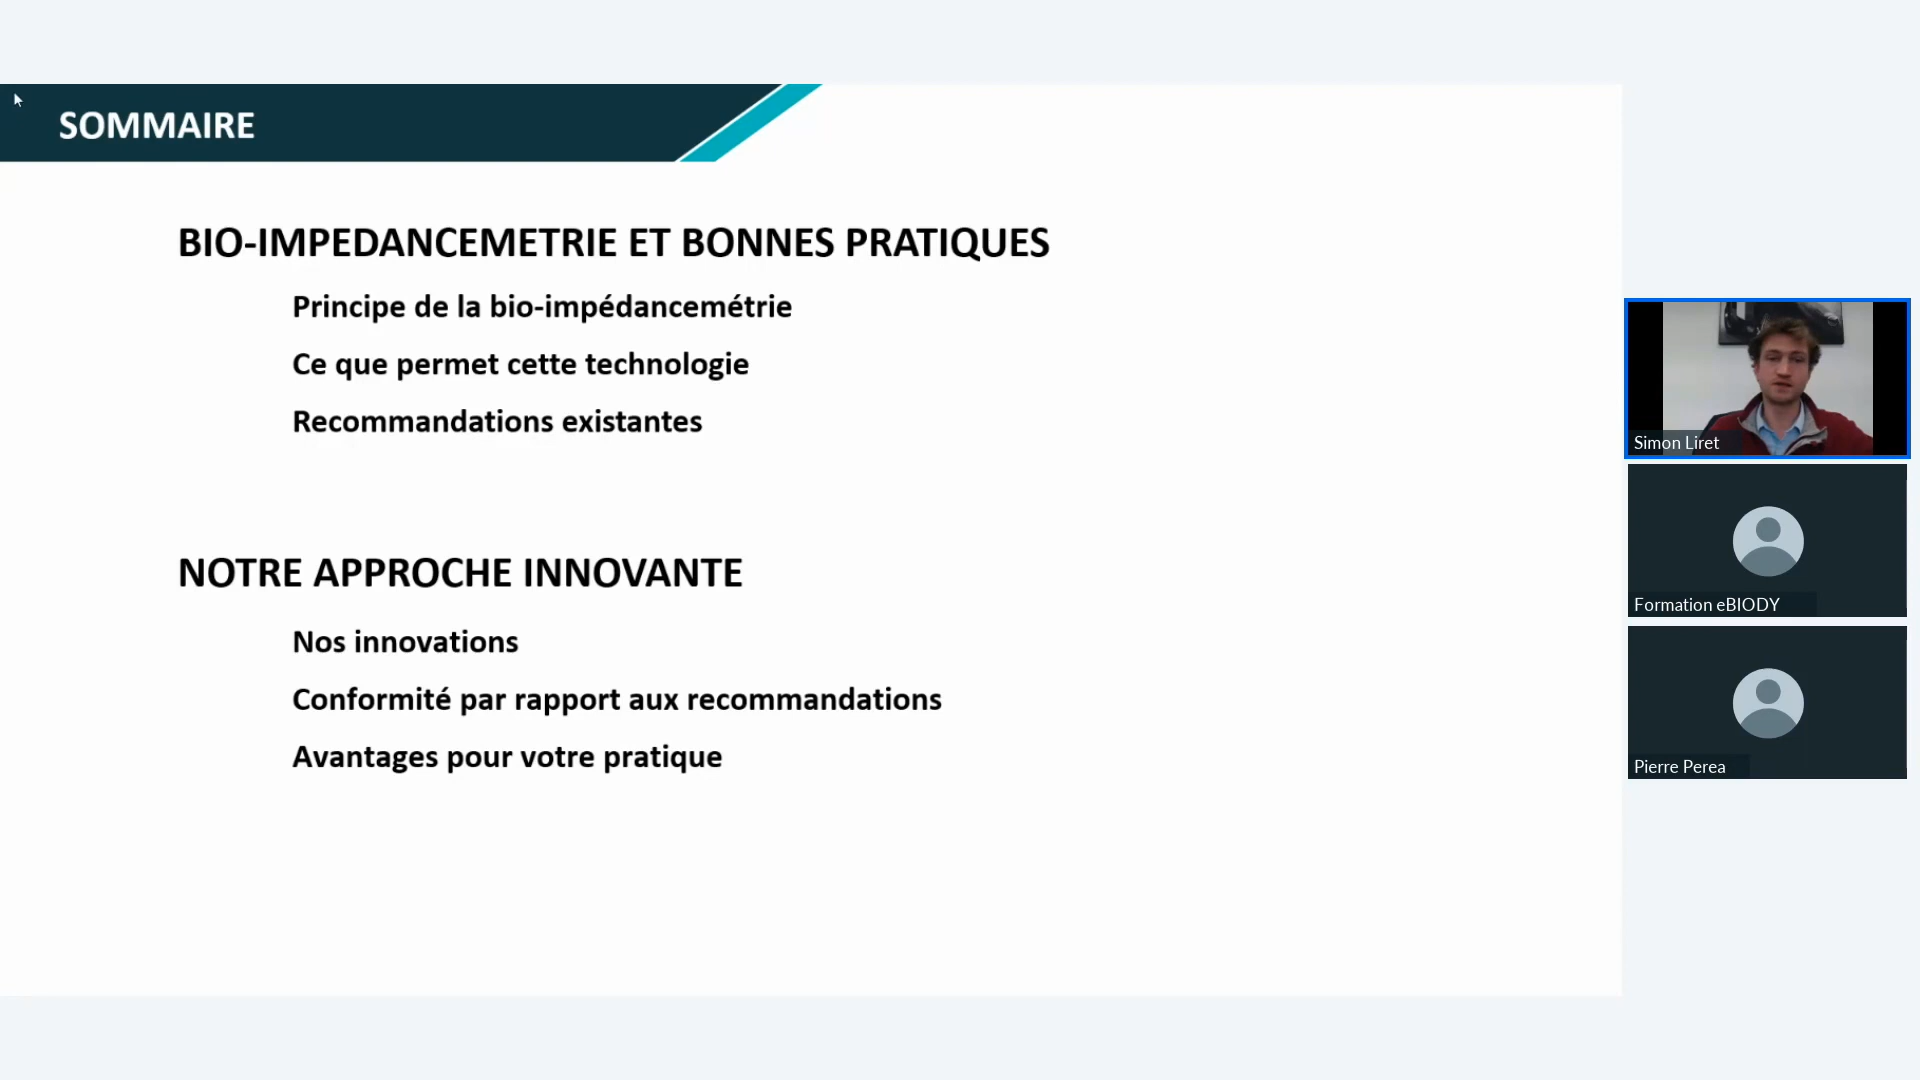 SOMMAIRE
BIO-IMPEDANCEMETRIE ET BONNES PRATIQUES
Principe de la bio-impédancemétrie
Ce que permet cette technologie
Recommandations existantes
NOTRE APPROCHE INNOVANTE
Nos innovations
Conformité par rapport aux recommandations
Avantages pour votre pratique
Simon Liret
Formation eBIODY
Pierre Perea